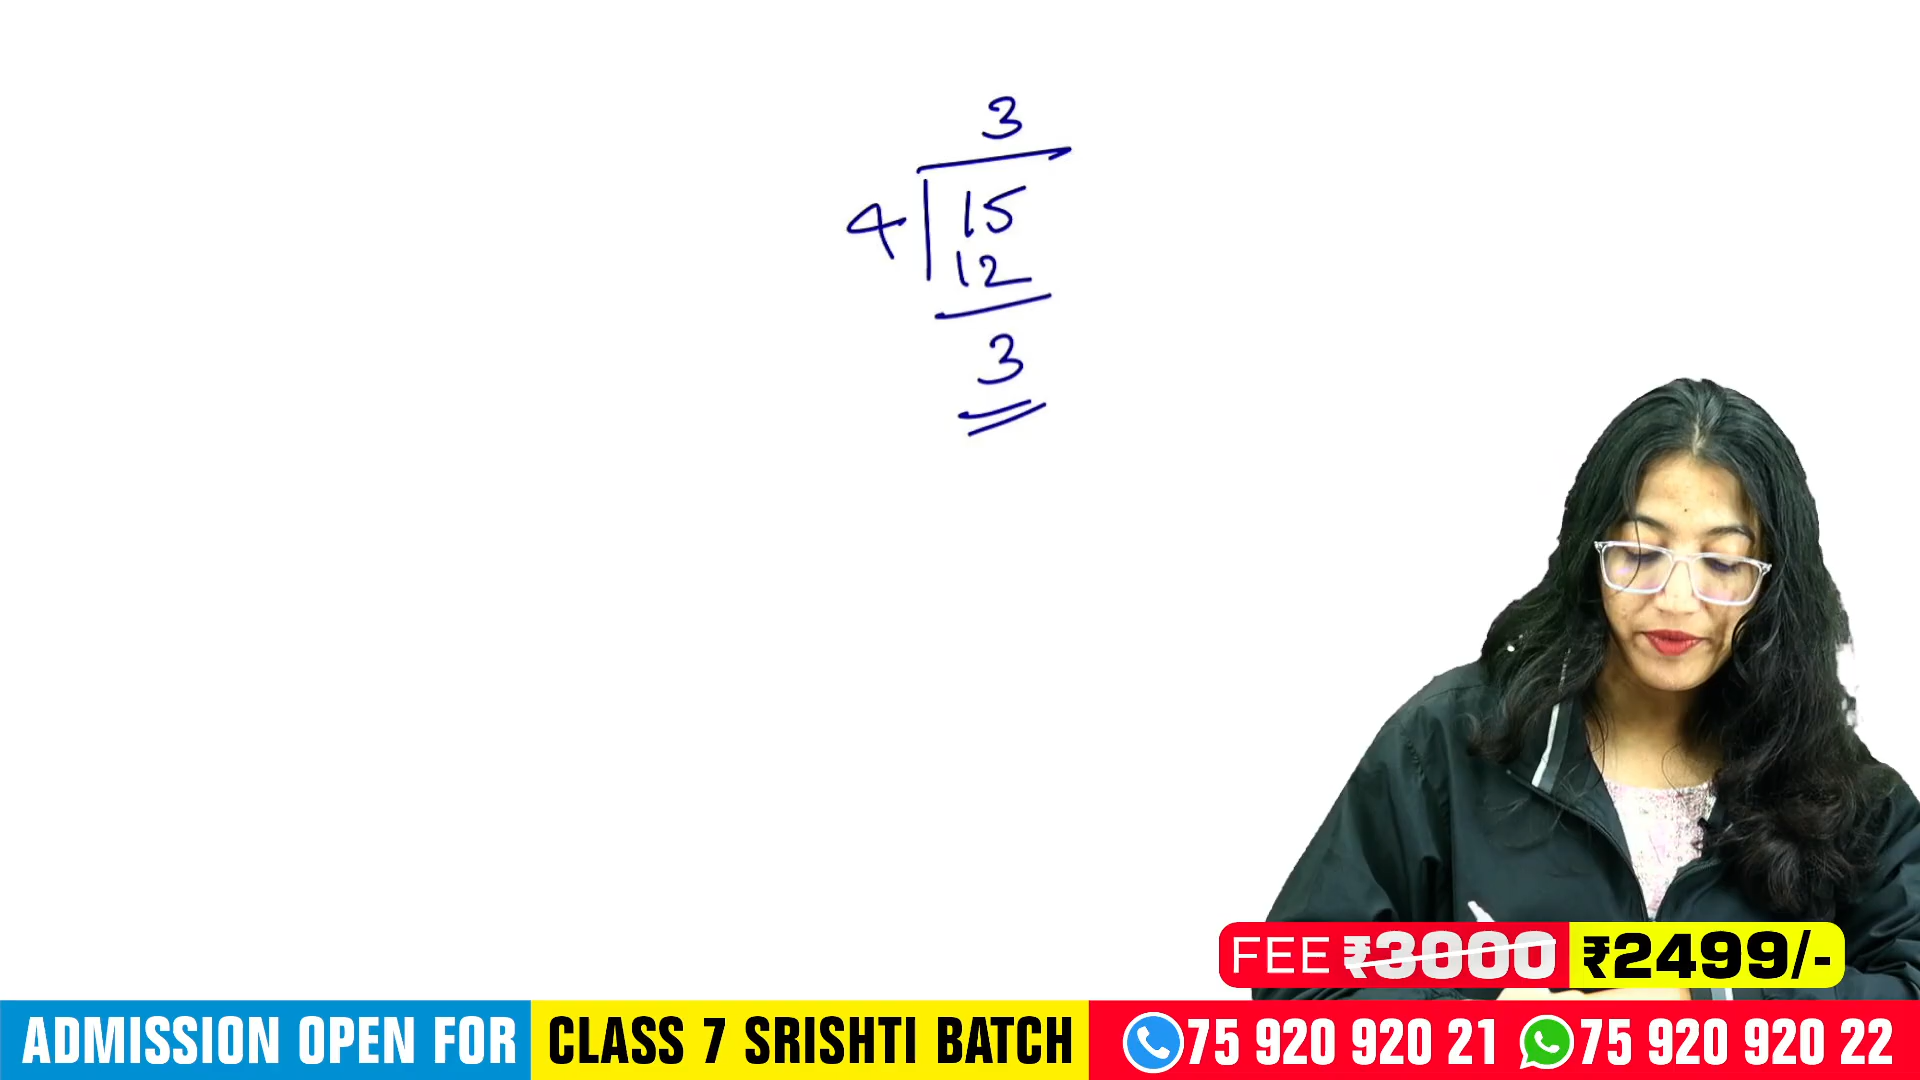 3
4 15
12
3
FEE ₹3000 ₹2499/-
ADMISSION OPEN FOR CLASS 7 SRISHTI BATCH 75 920 920 21 75 920 920 22